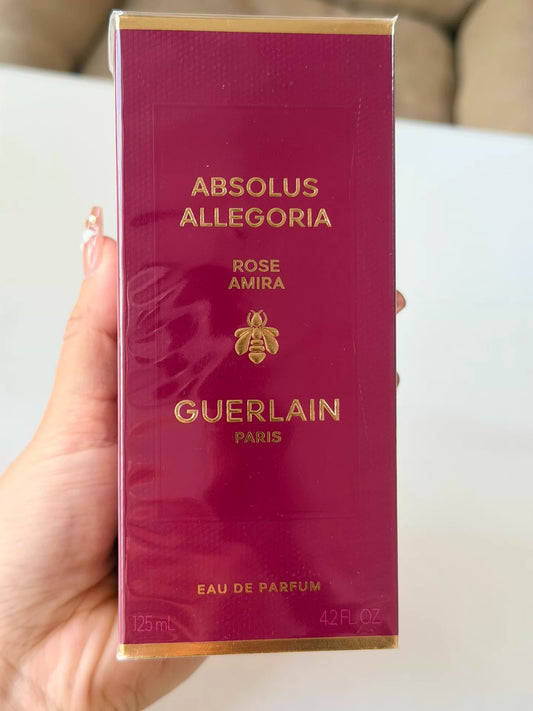 ABSOLUS
ALLEGORIA
ROSE
AMIRA
GUERLAIN
PARIS
EAU DE PARFUM
125 mL 4.2 FL. OZ